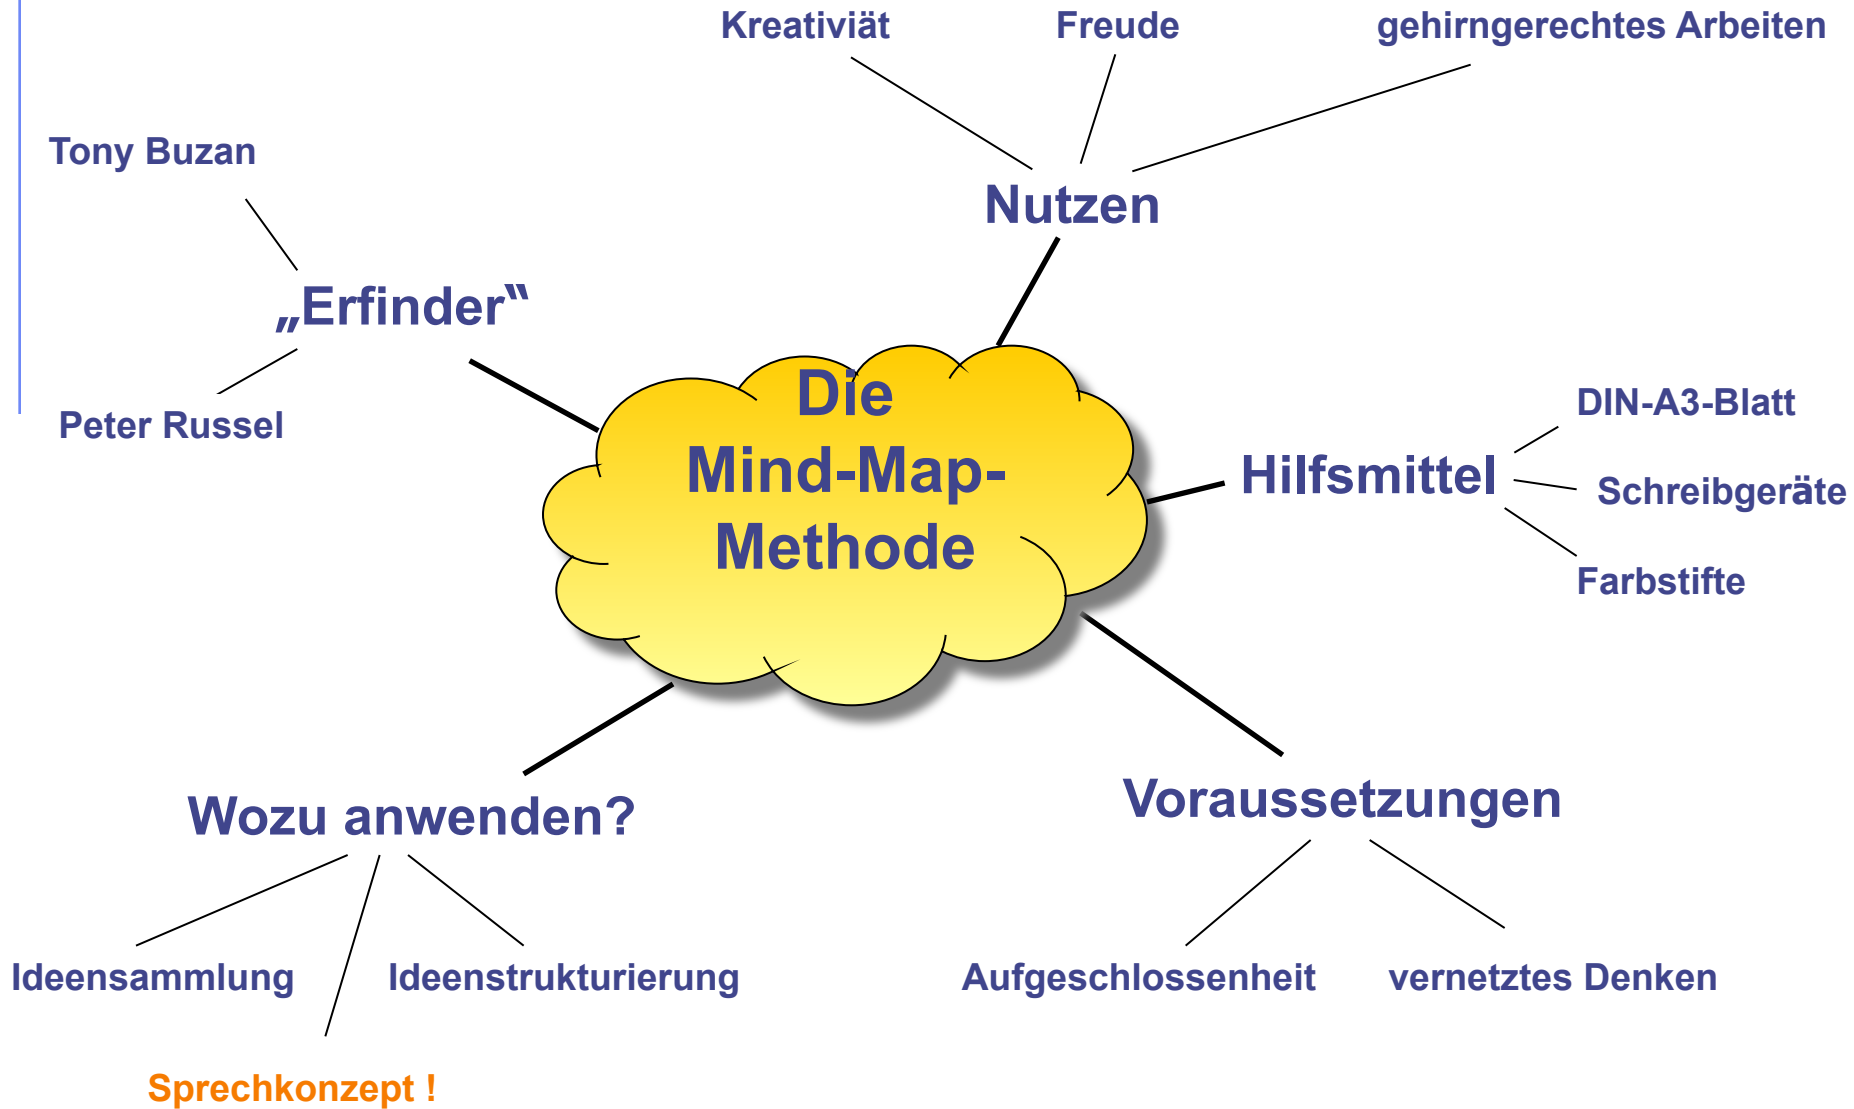 Kreativiät Freude gehirngerechtes Arbeiten
Tony Buzan
Nutzen
„Erfinder“
Peter Russel
Die
Mind-Map-
Methode
DIN-A3-Blatt
Hilfsmittel
Schreibgeräte
Farbstifte
Wozu anwenden?
Voraussetzungen
Ideensammlung Ideenstrukturierung
Aufgeschlossenheit vernetztes Denken
Sprechkonzept !